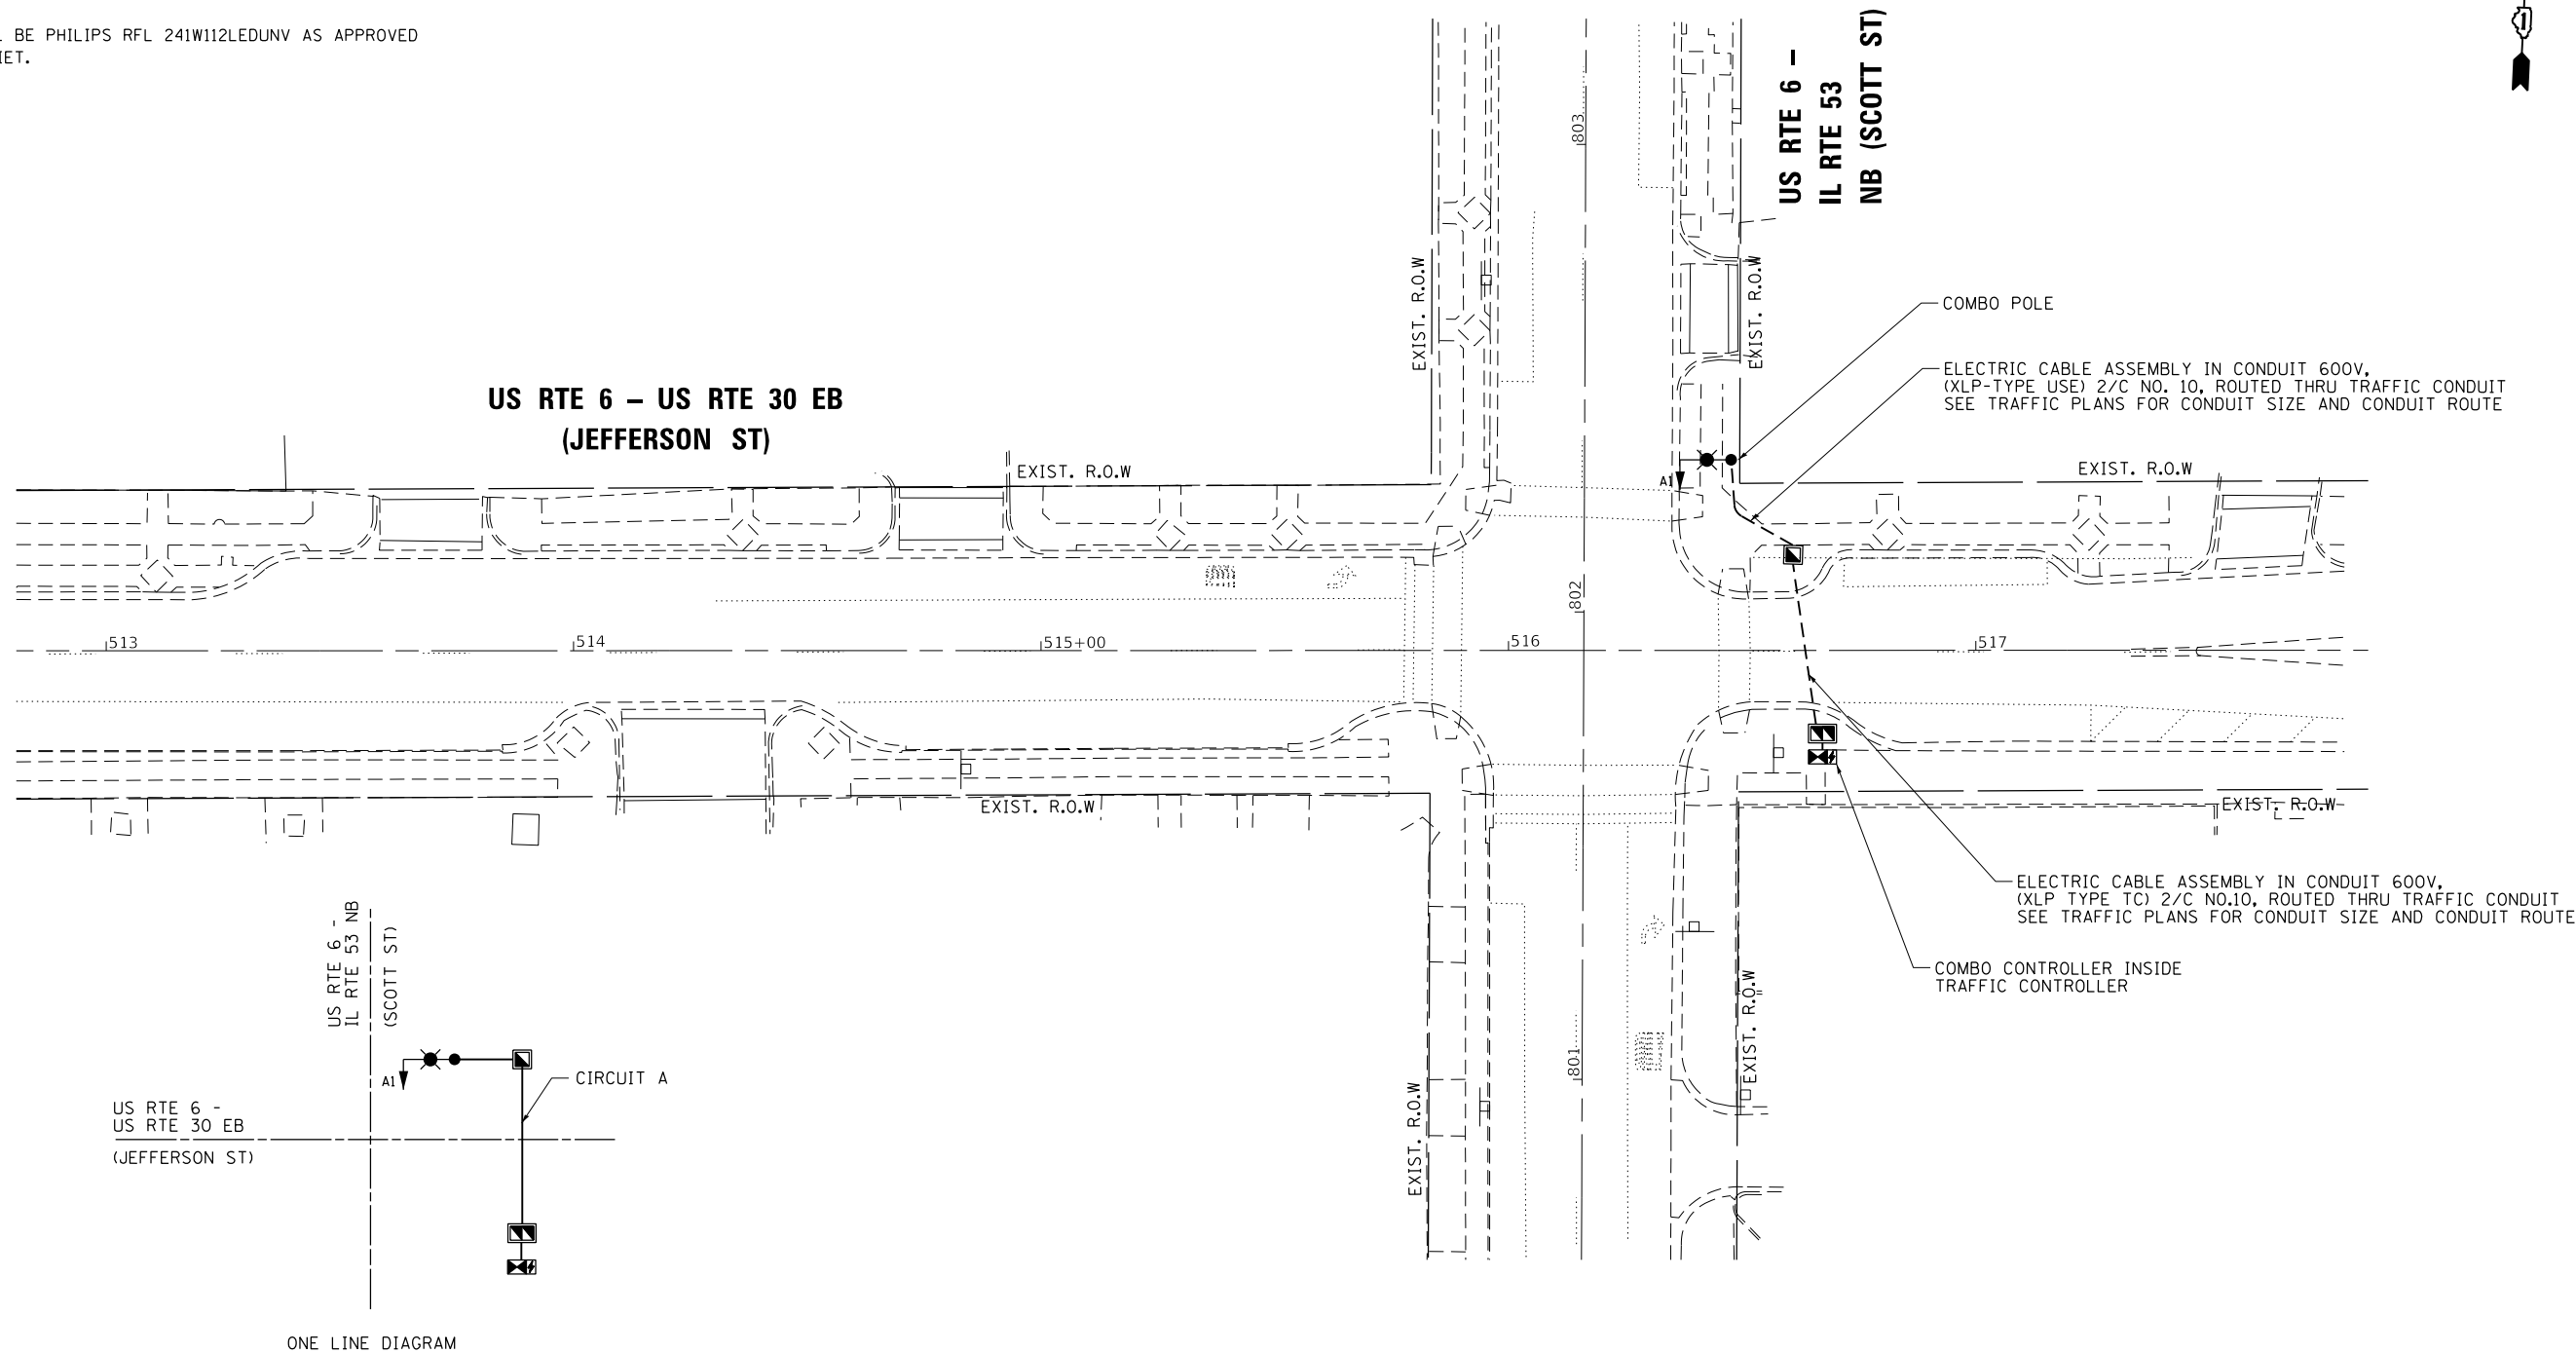 BE PHILIPS RFL 241W112LEDUNV AS APPROVED
US RTE 6 -
IL RTE 53
NB (SCOTT ST)
1
803
EXIST. R.O.W
EXIST. R.O.W
COMBO POLE
ELECTRIC CABLE ASSEMBLY IN CONDUIT 600V,
(XLP-TYPE USE) 2/C NO. 10, ROUTED THRU TRAFFIC CONDUIT
SEE TRAFFIC PLANS FOR CONDUIT SIZE AND CONDUIT ROUTE
US RTE 6 – US RTE 30 EB
(JEFFERSON ST)
EXIST. R.O.W
EXIST. R.O.W
A1
802
513
514
515+00
516
517
EXIST. R.O.W
EXIST. R.O.W
ELECTRIC CABLE ASSEMBLY IN CONDUIT 600V,
(XLP TYPE TC) 2/C NO.10, ROUTED THRU TRAFFIC CONDUIT
SEE TRAFFIC PLANS FOR CONDUIT SIZE AND CONDUIT ROUTE
COMBO CONTROLLER INSIDE
TRAFFIC CONTROLLER
EXIST. R.O.W
EXIST. R.O.W
801
US RTE 6 -
IL RTE 53 NB
(SCOTT ST)
A1
CIRCUIT A
US RTE 6 -
US RTE 30 EB
(JEFFERSON ST)
ONE LINE DIAGRAM